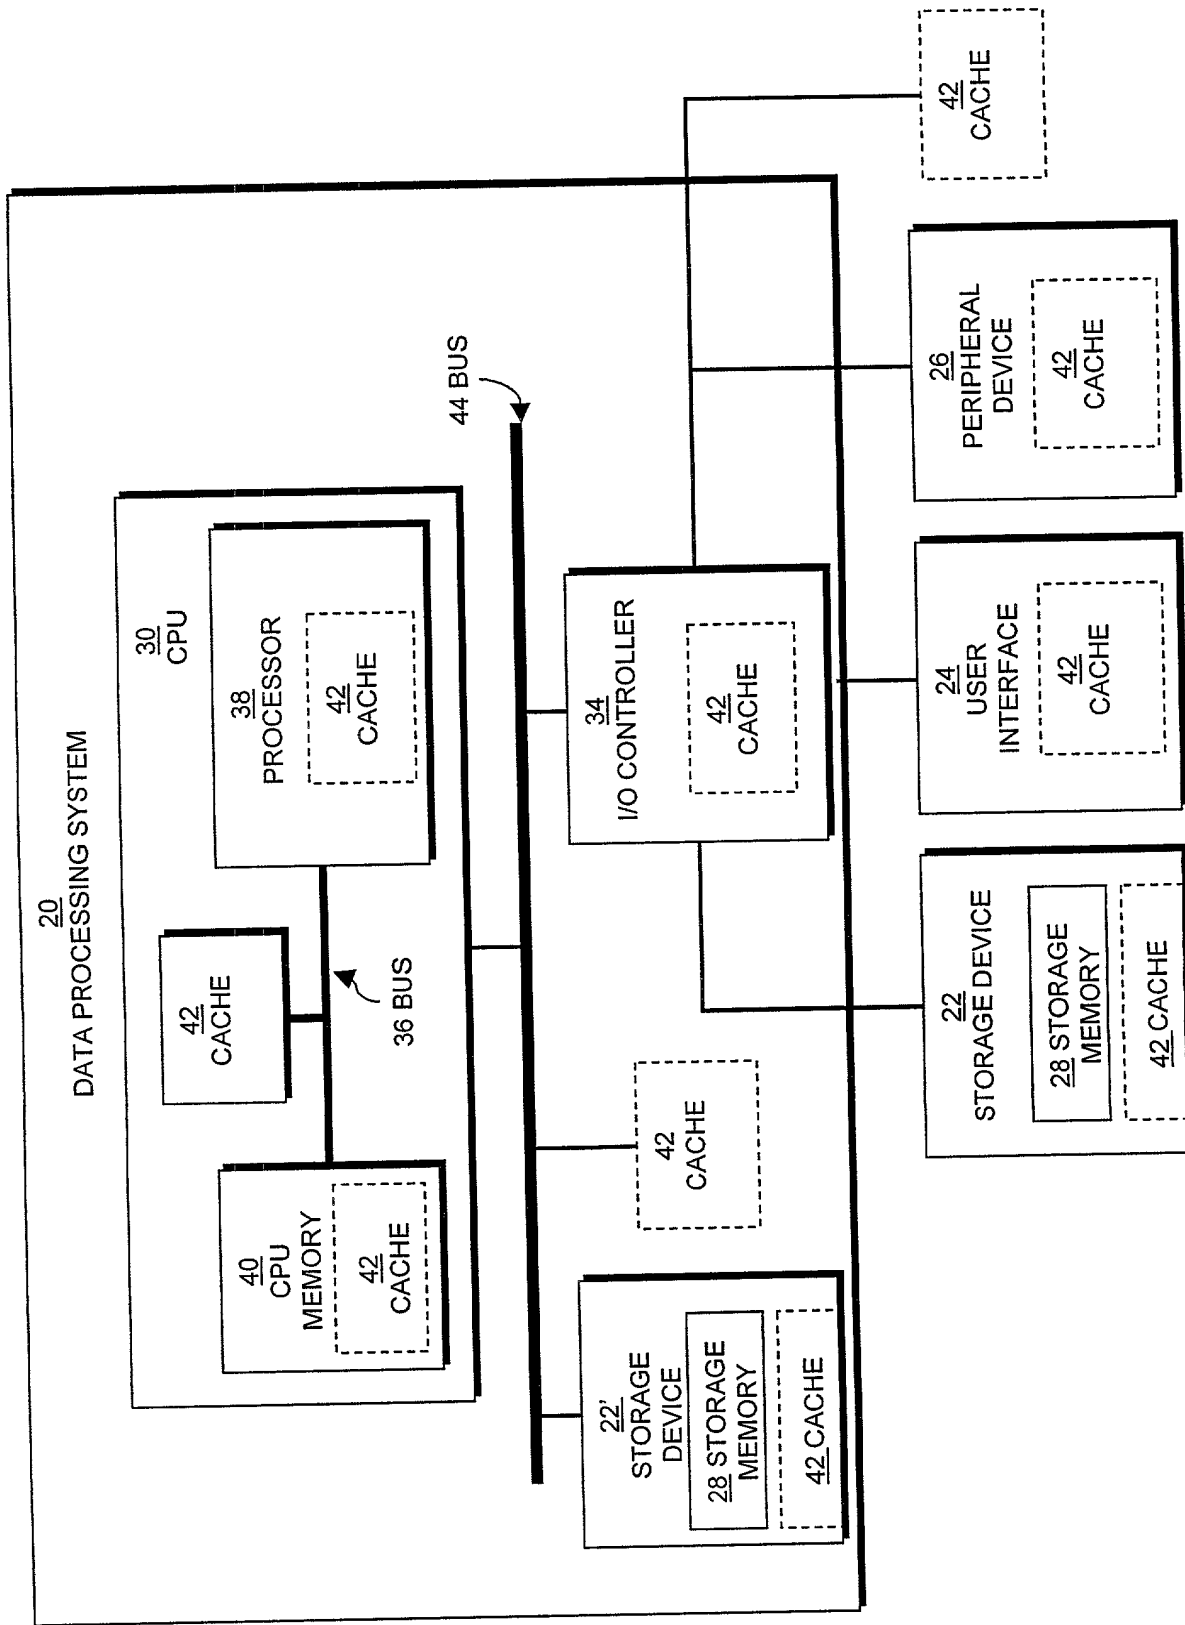 20
DATA PROCESSING SYSTEM
30
CPU
40
CPU
MEMORY
42
CACHE
42
CACHE
36 BUS
38
PROCESSOR
42
CACHE
44 BUS
22'
STORAGE
DEVICE
28 STORAGE
MEMORY
42 CACHE
42
CACHE
34
I/O CONTROLLER
42
CACHE
22
STORAGE DEVICE
28 STORAGE
MEMORY
42 CACHE
24
USER
INTERFACE
42
CACHE
26
PERIPHERAL
DEVICE
42
CACHE
42
CACHE